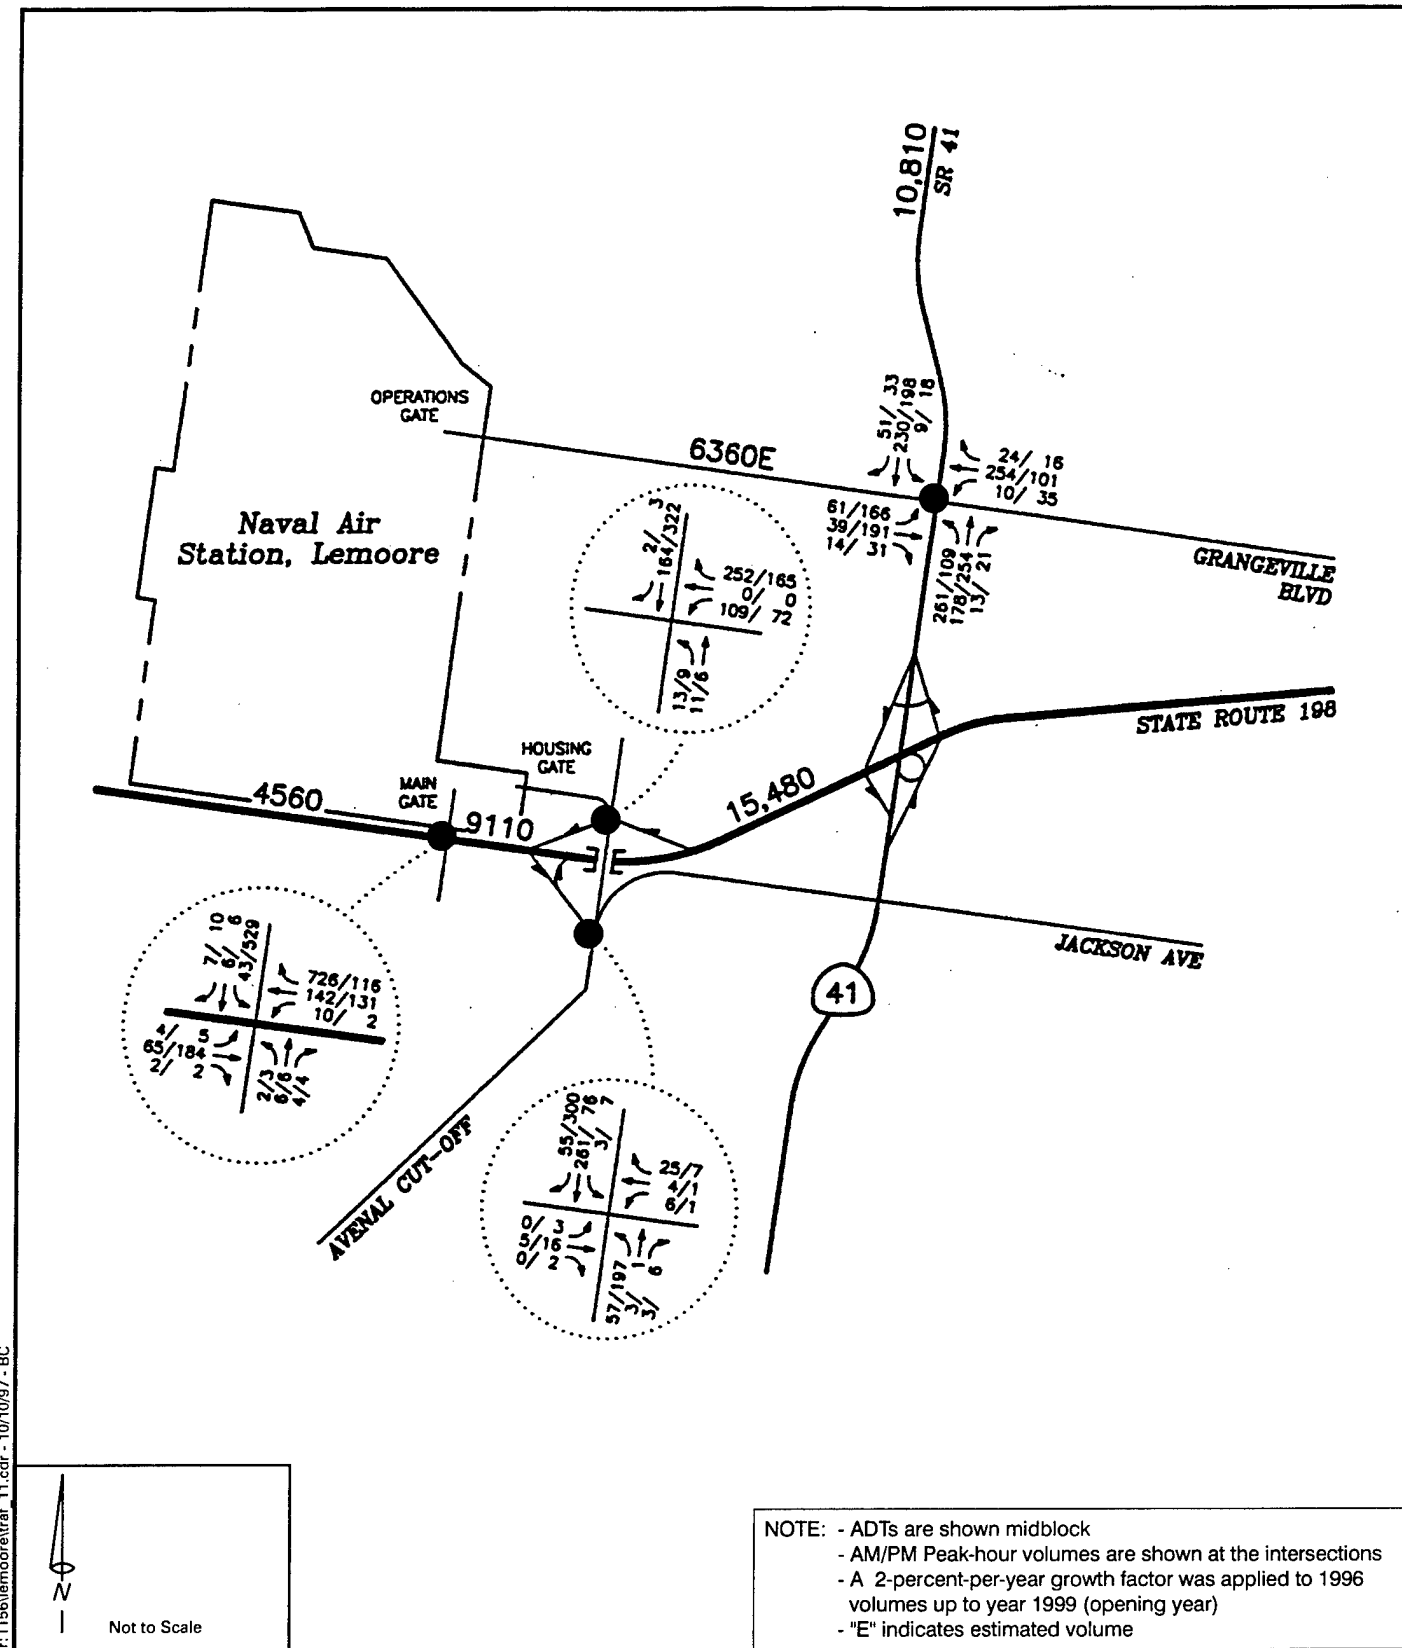 10,810
SR 41
OPERATIONS
GATE
6360E
51/ 33
230/198
9/ 18
24/ 16
254/101
10/ 35
61/166
39/191
14/ 31
261/109
178/254
13/ 21
GRANGEVILLE
BLVD
Naval Air
Station, Lemoore
2/ 3
164/322
252/165
0/ 0
109/ 72
13/9
11/6
STATE ROUTE 198
HOUSING
GATE
MAIN
GATE
4560
9110
15,480
JACKSON AVE
41
7/ 10
6/ 6
43/529
726/116
142/131
10/ 2
4/ 5
65/184
2/ 2
2/3
6/6
4/4
AVENAL CUT-OFF
55/300
261/ 76
3/ 7
25/7
4/1
6/1
0/ 3
5/16
0/ 2
57/197
3/ 1
3/ 6
N
Not to Scale
NOTE: - ADTs are shown midblock
- AM/PM Peak-hour volumes are shown at the intersections
- A 2-percent-per-year growth factor was applied to 1996
volumes up to year 1999 (opening year)
- "E" indicates estimated volume